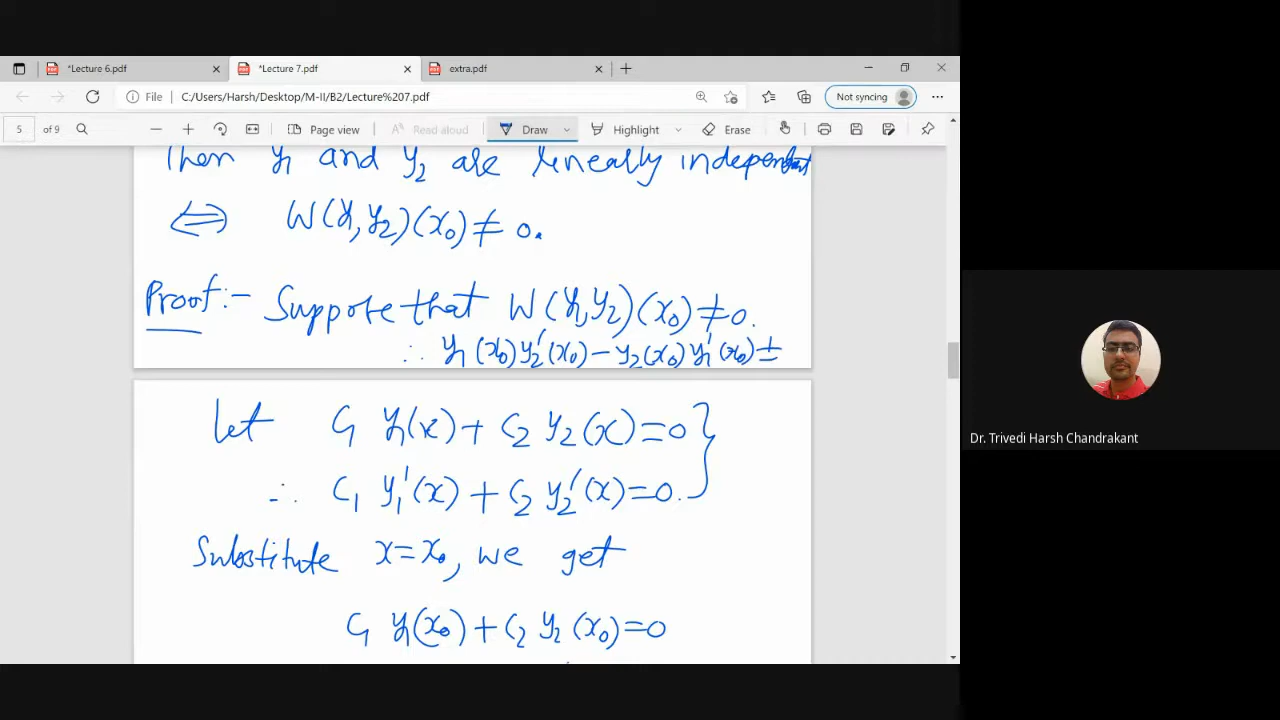 *Lecture 6.pdf
*Lecture 7.pdf
extra.pdf
File C:/Users/Harsh/Desktop/M-II/B2/Lecture%207.pdf
Not syncing
5 of 9
Page view
Read aloud
Draw
Highlight
Erase
Then y1 and y2 are linearly independent
⇔ W(y1, y2)(x0) ≠ 0.
Proof:- Suppose that W(y1, y2)(x0) ≠ 0.
∴ y1(x0) y2'(x0) − y2(x0) y1'(x0) ≠
Let c1 y1(x) + c2 y2(x) = 0
∴ c1 y1'(x) + c2 y2'(x) = 0.
Substitute x = x0, we get
c1 y1(x0) + c2 y2(x0) = 0
Dr. Trivedi Harsh Chandrakant